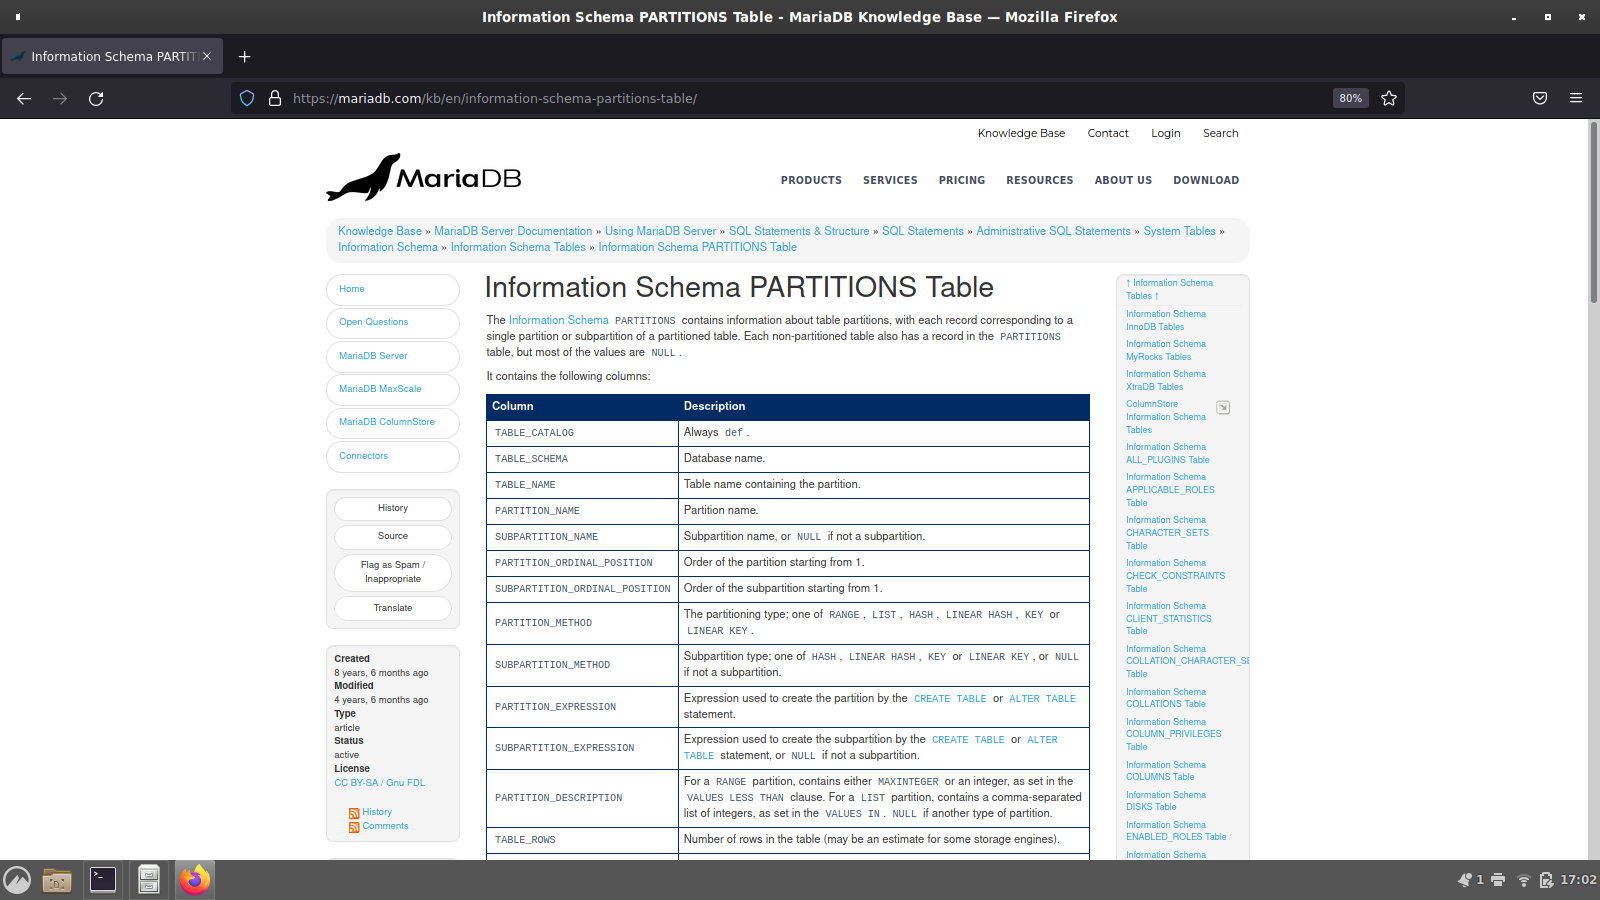 Information Schema PARTITIONS Table - MariaDB Knowledge Base — Mozilla Firefox
Information Schema PARTIT
https://mariadb.com/kb/en/information-schema-partitions-table/
80%
Knowledge Base Contact Login Search
MariaDB
PRODUCTS SERVICES PRICING RESOURCES ABOUT US DOWNLOAD
Knowledge Base » MariaDB Server Documentation » Using MariaDB Server » SQL Statements & Structure » SQL Statements » Administrative SQL Statements » System Tables »
Information Schema » Information Schema Tables » Information Schema PARTITIONS Table
Home
Open Questions
MariaDB Server
MariaDB MaxScale
MariaDB ColumnStore
Connectors
History
Source
Flag as Spam /
Inappropriate
Translate
Created
8 years, 6 months ago
Modified
4 years, 6 months ago
Type
article
Status
active
License
CC BY-SA / Gnu FDL
History
Comments
Information Schema PARTITIONS Table
The Information Schema PARTITIONS contains information about table partitions, with each record corresponding to a
single partition or subpartition of a partitioned table. Each non-partitioned table also has a record in the PARTITIONS
table, but most of the values are NULL.
It contains the following columns:
Column Description
TABLE_CATALOG Always def.
TABLE_SCHEMA Database name.
TABLE_NAME Table name containing the partition.
PARTITION_NAME Partition name.
SUBPARTITION_NAME Subpartition name, or NULL if not a subpartition.
PARTITION_ORDINAL_POSITION Order of the partition starting from 1.
SUBPARTITION_ORDINAL_POSITION Order of the subpartition starting from 1.
PARTITION_METHOD The partitioning type; one of RANGE, LIST, HASH, LINEAR HASH, KEY or
LINEAR KEY.
SUBPARTITION_METHOD Subpartition type; one of HASH, LINEAR HASH, KEY or LINEAR KEY, or NULL
if not a subpartition.
PARTITION_EXPRESSION Expression used to create the partition by the CREATE TABLE or ALTER TABLE
statement.
SUBPARTITION_EXPRESSION Expression used to create the subpartition by the CREATE TABLE or ALTER
TABLE statement, or NULL if not a subpartition.
PARTITION_DESCRIPTION For a RANGE partition, contains either MAXINTEGER or an integer, as set in the
VALUES LESS THAN clause. For a LIST partition, contains a comma-separated
list of integers, as set in the VALUES IN. NULL if another type of partition.
TABLE_ROWS Number of rows in the table (may be an estimate for some storage engines).
↑ Information Schema
Tables ↑
Information Schema
InnoDB Tables
Information Schema
MyRocks Tables
Information Schema
XtraDB Tables
ColumnStore
Information Schema
Tables
Information Schema
ALL_PLUGINS Table
Information Schema
APPLICABLE_ROLES
Table
Information Schema
CHARACTER_SETS
Table
Information Schema
CHECK_CONSTRAINTS
Table
Information Schema
CLIENT_STATISTICS
Table
Information Schema
COLLATION_CHARACTER_SE
Table
Information Schema
COLLATIONS Table
Information Schema
COLUMN_PRIVILEGES
Table
Information Schema
COLUMNS Table
Information Schema
DISKS Table
Information Schema
ENABLED_ROLES Table
Information Schema
1
17:02